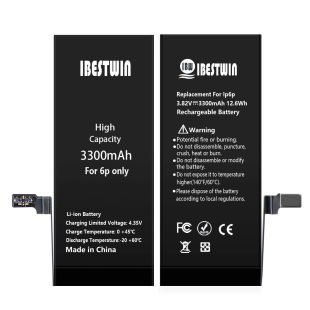 IBESTWIN
High
Capacity
3300mAh
For 6p only
Li-ion Battery
Charging Limited Voltage: 4.35V
Charge Temperature: 0 +45℃
Discharge Temperature:-20 +60℃
Made in China
IBW
IBESTWIN
Replacement For Ip6p
3.82V⎓3300mAh 12.6Wh
Rechargeable Battery
Warning
•Potential fire or burning.
•Do not disassemble, puncture,
crush, heat or burn.
•Do not disassemble or modify
the battery.
•Do not expose it to temperature
higher(140°F/60°C).
•Please dispose of the battery
according to local regulations.
CE FC